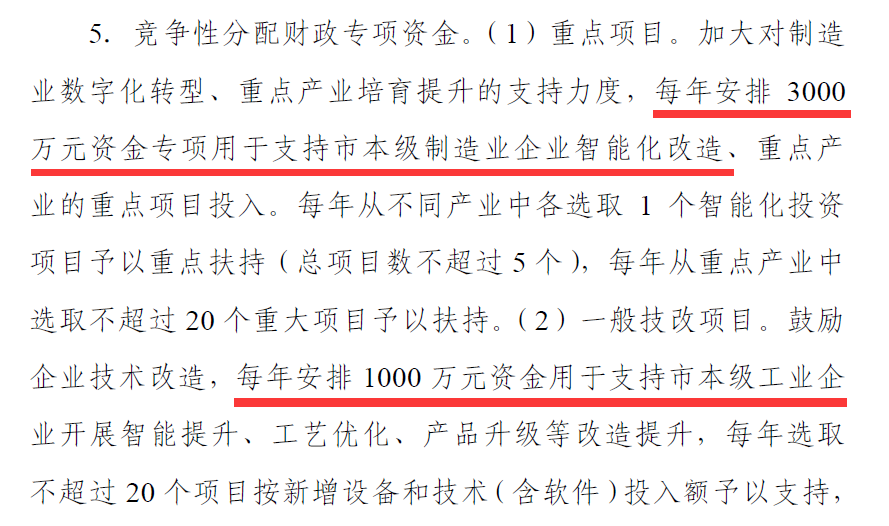 5. 竞争性分配财政专项资金。（1）重点项目。加大对制造
业数字化转型、重点产业培育提升的支持力度，每年安排 3000
万元资金专项用于支持市本级制造业企业智能化改造、重点产
业的重点项目投入。每年从不同产业中各选取 1 个智能化投资
项目予以重点扶持（总项目数不超过 5 个），每年从重点产业中
选取不超过 20 个重大项目予以扶持。（2）一般技改项目。鼓励
企业技术改造，每年安排 1000 万元资金用于支持市本级工业企
业开展智能提升、工艺优化、产品升级等改造提升，每年选取
不超过 20 个项目按新增设备和技术（含软件）投入额予以支持，